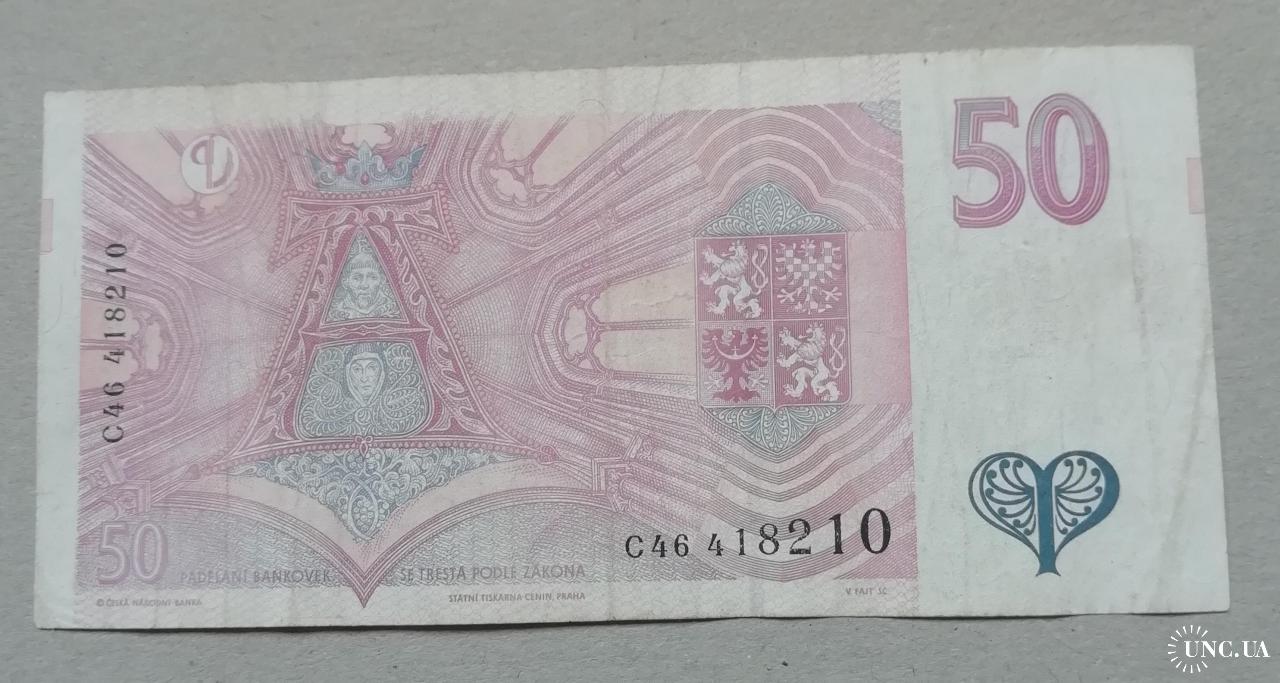 50
C46 418210
C46 418210
50
PADĚLÁNÍ BANKOVEK SE TRESTÁ PODLE ZÁKONA
© ČESKÁ NÁRODNÍ BANKA
STÁTNÍ TISKÁRNA CENIN, PRAHA
V. FAJT SC.
UNC.UA